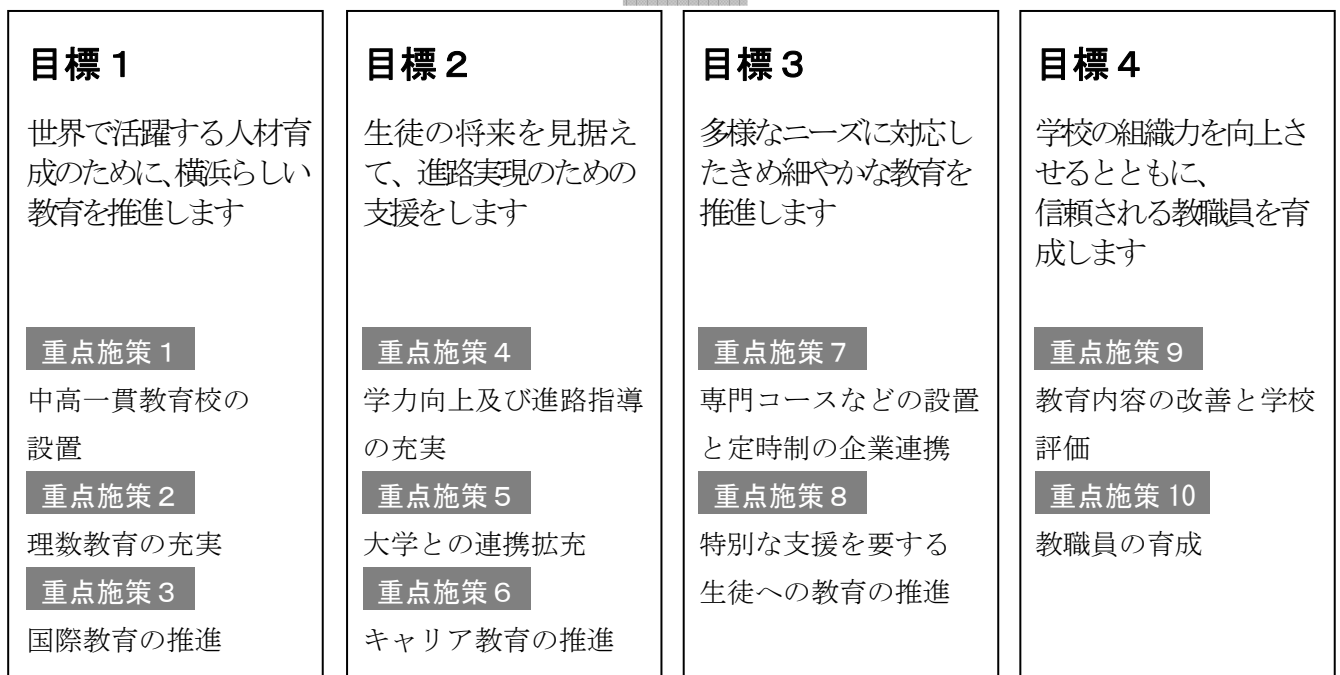 目標１
世界で活躍する人材育
成のために、横浜らしい
教育を推進します
重点施策１
中高一貫教育校の
設置
重点施策２
理数教育の充実
重点施策３
国際教育の推進
目標２
生徒の将来を見据え
て、進路実現のための
支援をします
重点施策４
学力向上及び進路指導
の充実
重点施策５
大学との連携拡充
重点施策６
キャリア教育の推進
目標３
多様なニーズに対応し
たきめ細やかな教育を
推進します
重点施策７
専門コースなどの設置
と定時制の企業連携
重点施策８
特別な支援を要する
生徒への教育の推進
目標４
学校の組織力を向上さ
せるとともに、
信頼される教職員を育
成します
重点施策９
教育内容の改善と学校
評価
重点施策 10
教職員の育成